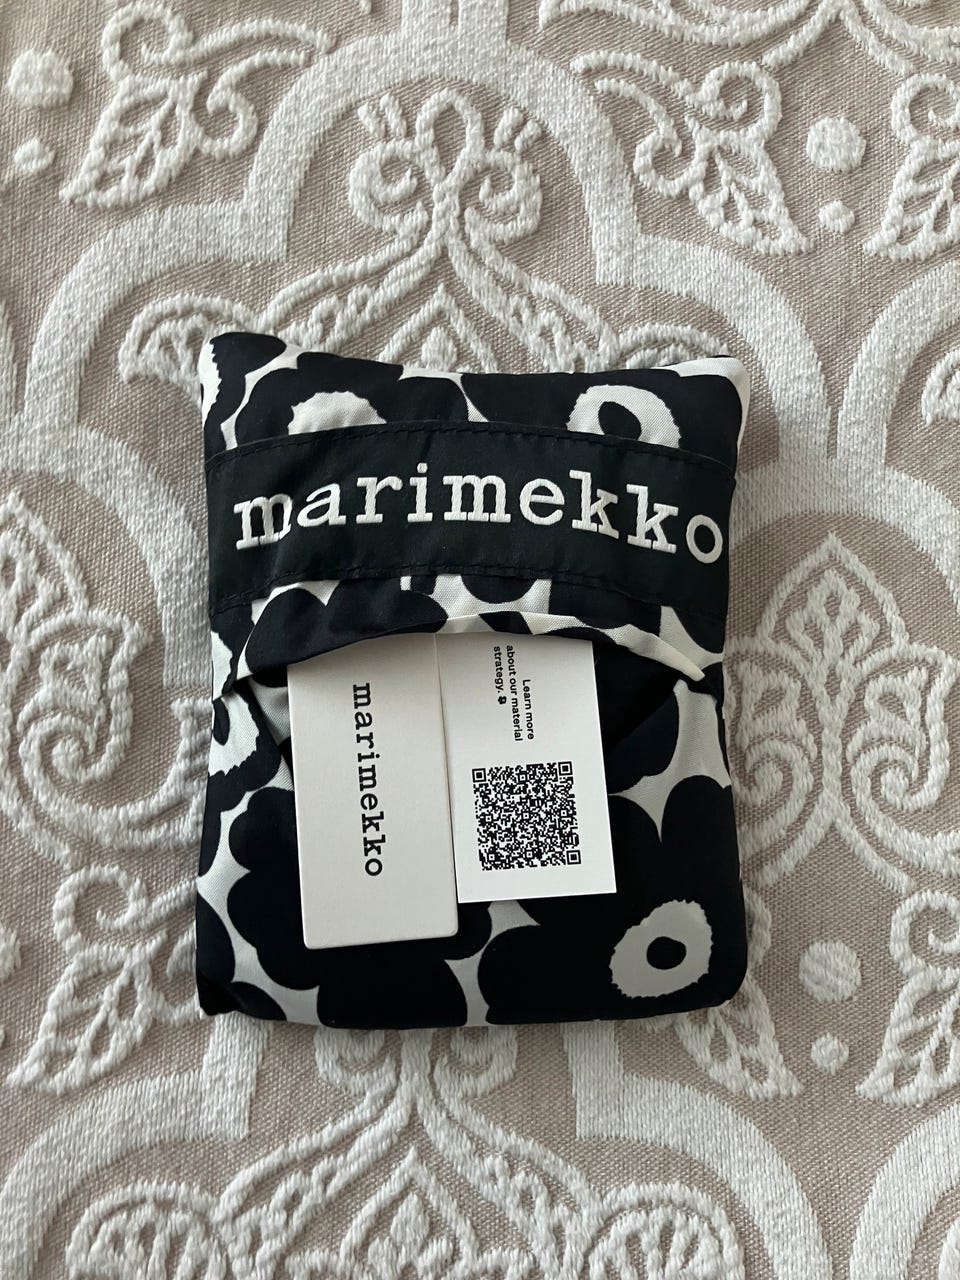 marimekko
marimekko
Learn more
about our material
strategy.